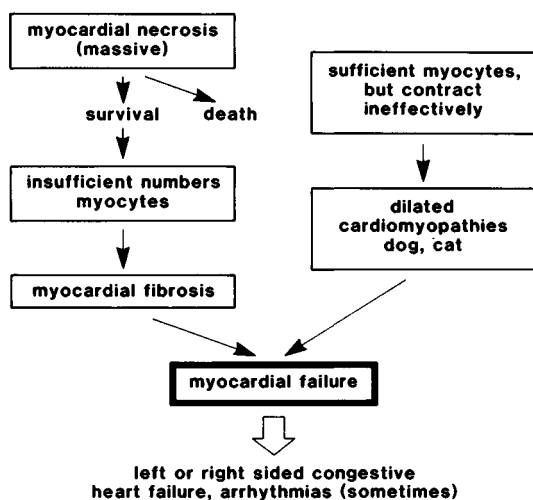 myocardial necrosis
(massive)
survival
death
insufficient numbers
myocytes
myocardial fibrosis
sufficient myocytes,
but contract
ineffectively
dilated
cardiomyopathies
dog, cat
myocardial failure
left or right sided congestive
heart failure, arrhythmias (sometimes)